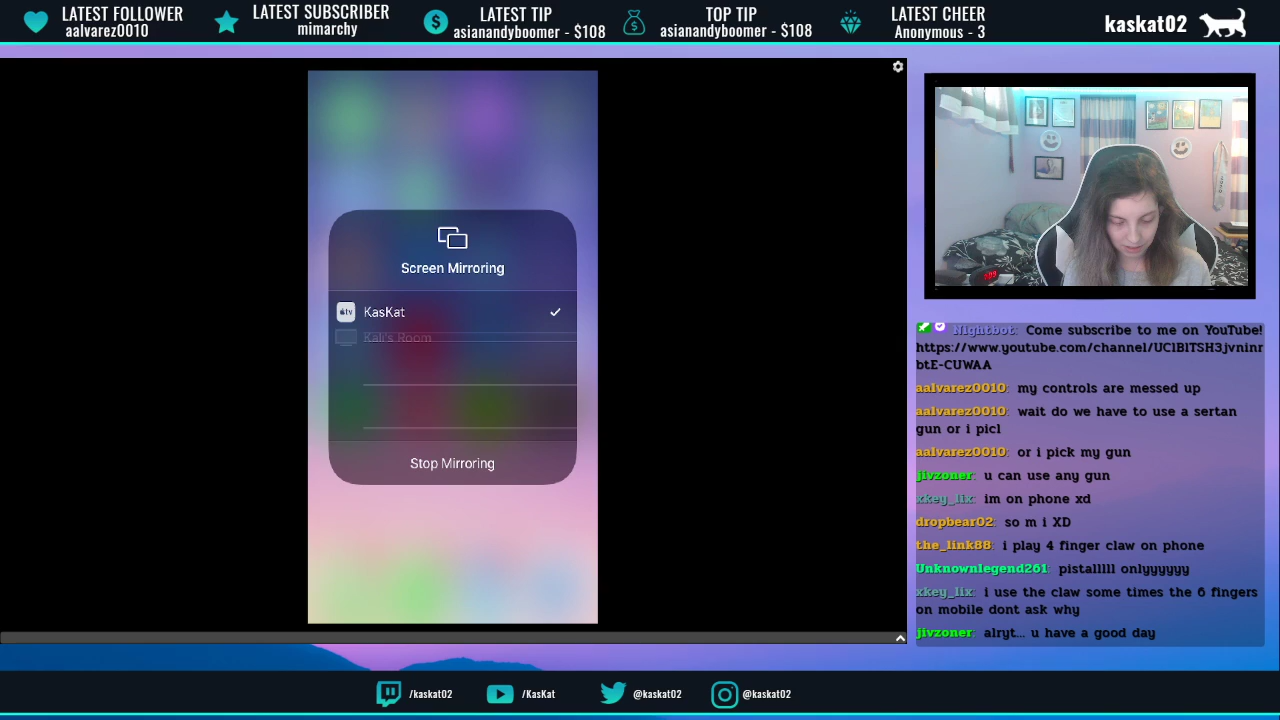 LATEST FOLLOWER
aalvarez0010
LATEST SUBSCRIBER
mimarchy
LATEST TIP
asianandyboomer - $108
TOP TIP
asianandyboomer - $108
LATEST CHEER
Anonymous - 3
kaskat02
Screen Mirroring
tv KasKat
Kali's Room
Stop Mirroring
Nightbot: Come subscribe to me on YouTube!
https://www.youtube.com/channel/UClBlTSH3jvninr
btE-CUWAA
aalvarez0010: my controls are messed up
aalvarez0010: wait do we have to use a sertan
gun or i picl
aalvarez0010: or i pick my gun
jivzoner: u can use any gun
xkey_lix: im on phone xd
dropbear02: so m i XD
the_link88: i play 4 finger claw on phone
Unknownlegend261: pistalllll onlyyyyyy
xkey_lix: i use the claw some times the 6 fingers
on mobile dont ask why
jivzoner: alryt... u have a good day
/kaskat02
/KasKat
@kaskat02
@kaskat02